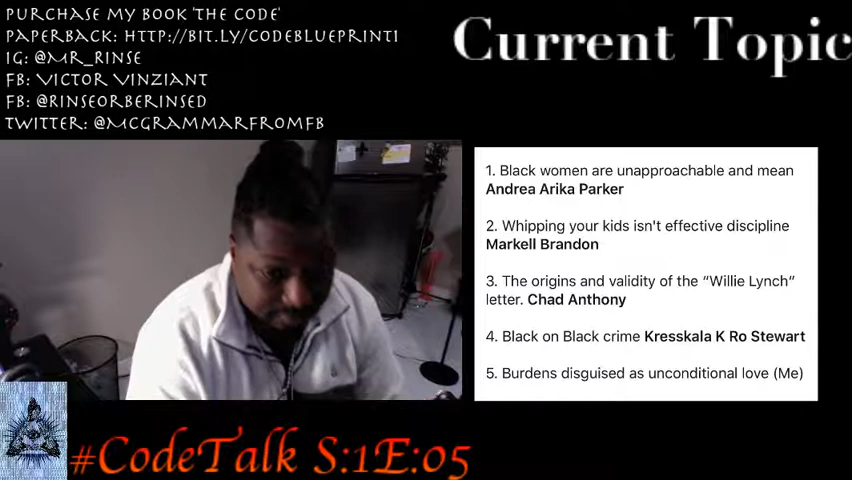 PURCHASE MY BOOK 'THE CODE'
PAPERBACK: HTTP://BIT.LY/CODEBLUEPRINT1
IG: @MR_RINSE
FB: VICTOR VINZIANT
FB: @RINSEORBERINSED
TWITTER: @MCGRAMMARFROMFB
Current Topic
1. Black women are unapproachable and mean
Andrea Arika Parker
2. Whipping your kids isn't effective discipline
Markell Brandon
3. The origins and validity of the “Willie Lynch”
letter. Chad Anthony
4. Black on Black crime Kresskala K Ro Stewart
5. Burdens disguised as unconditional love (Me)
#CodeTalk S:1E:05